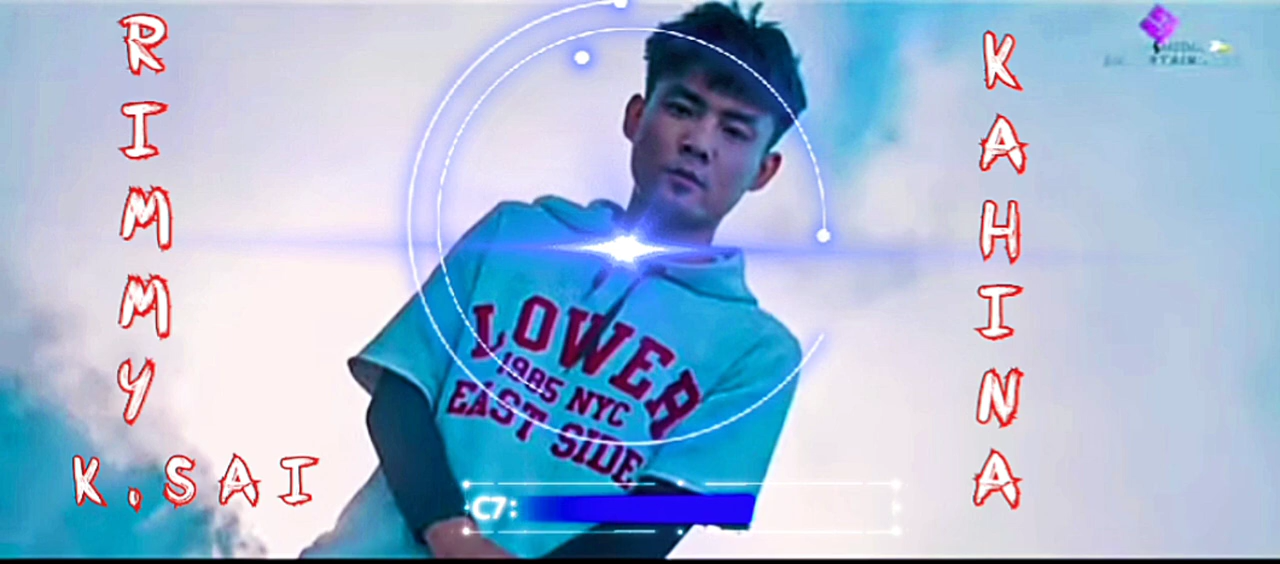 RIMMY
K.SAI
LOWER
1985 NYC
EAST SIDE
C7:
KAHINA